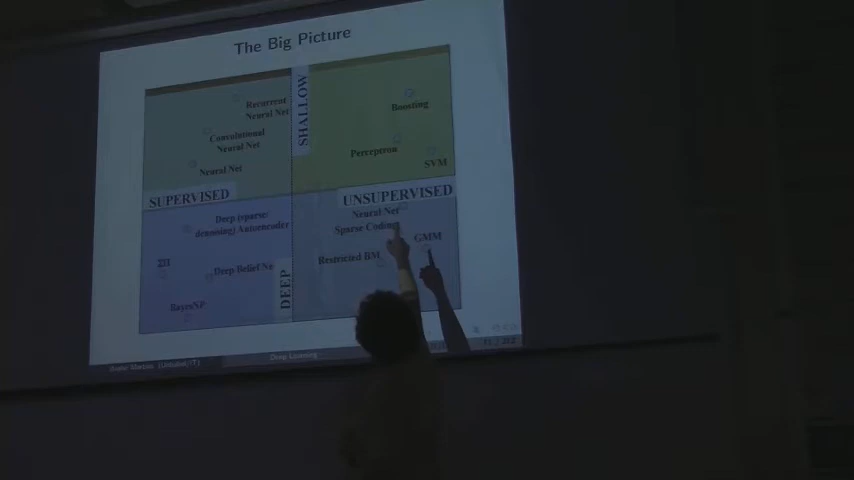 The Big Picture
SHALLOW
Recurrent
Neural Net
Convolutional
Neural Net
Neural Net
Boosting
Perceptron
SVM
SUPERVISED
UNSUPERVISED
Deep (sparse/
denoising) Autoencoder
Deep Belief Ne
BayesNP
DEEP
Neural Net
Sparse Coding
GMM
Restricted BM
Deep Learning